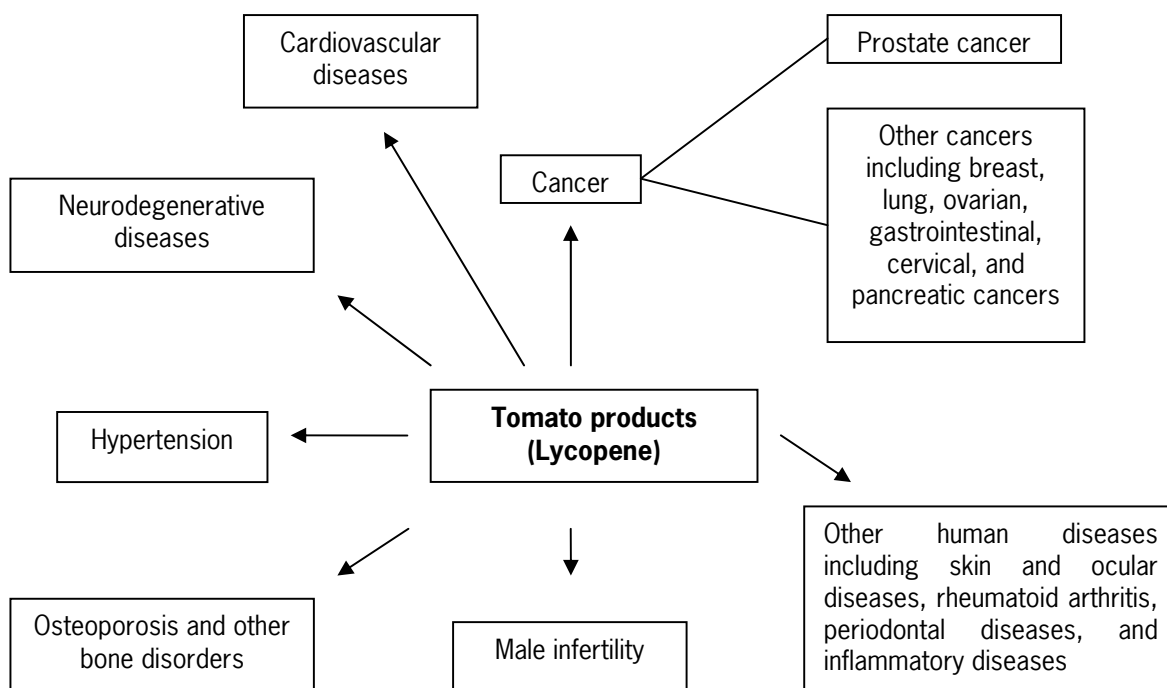 Cardiovascular
diseases
Prostate cancer
Other cancers
including breast,
lung, ovarian,
gastrointestinal,
cervical, and
pancreatic cancers
Cancer
Neurodegenerative
diseases
Tomato products
(Lycopene)
Hypertension
Other human diseases
including skin and ocular
diseases, rheumatoid arthritis,
periodontal diseases, and
inflammatory diseases
Osteoporosis and other
bone disorders
Male infertility